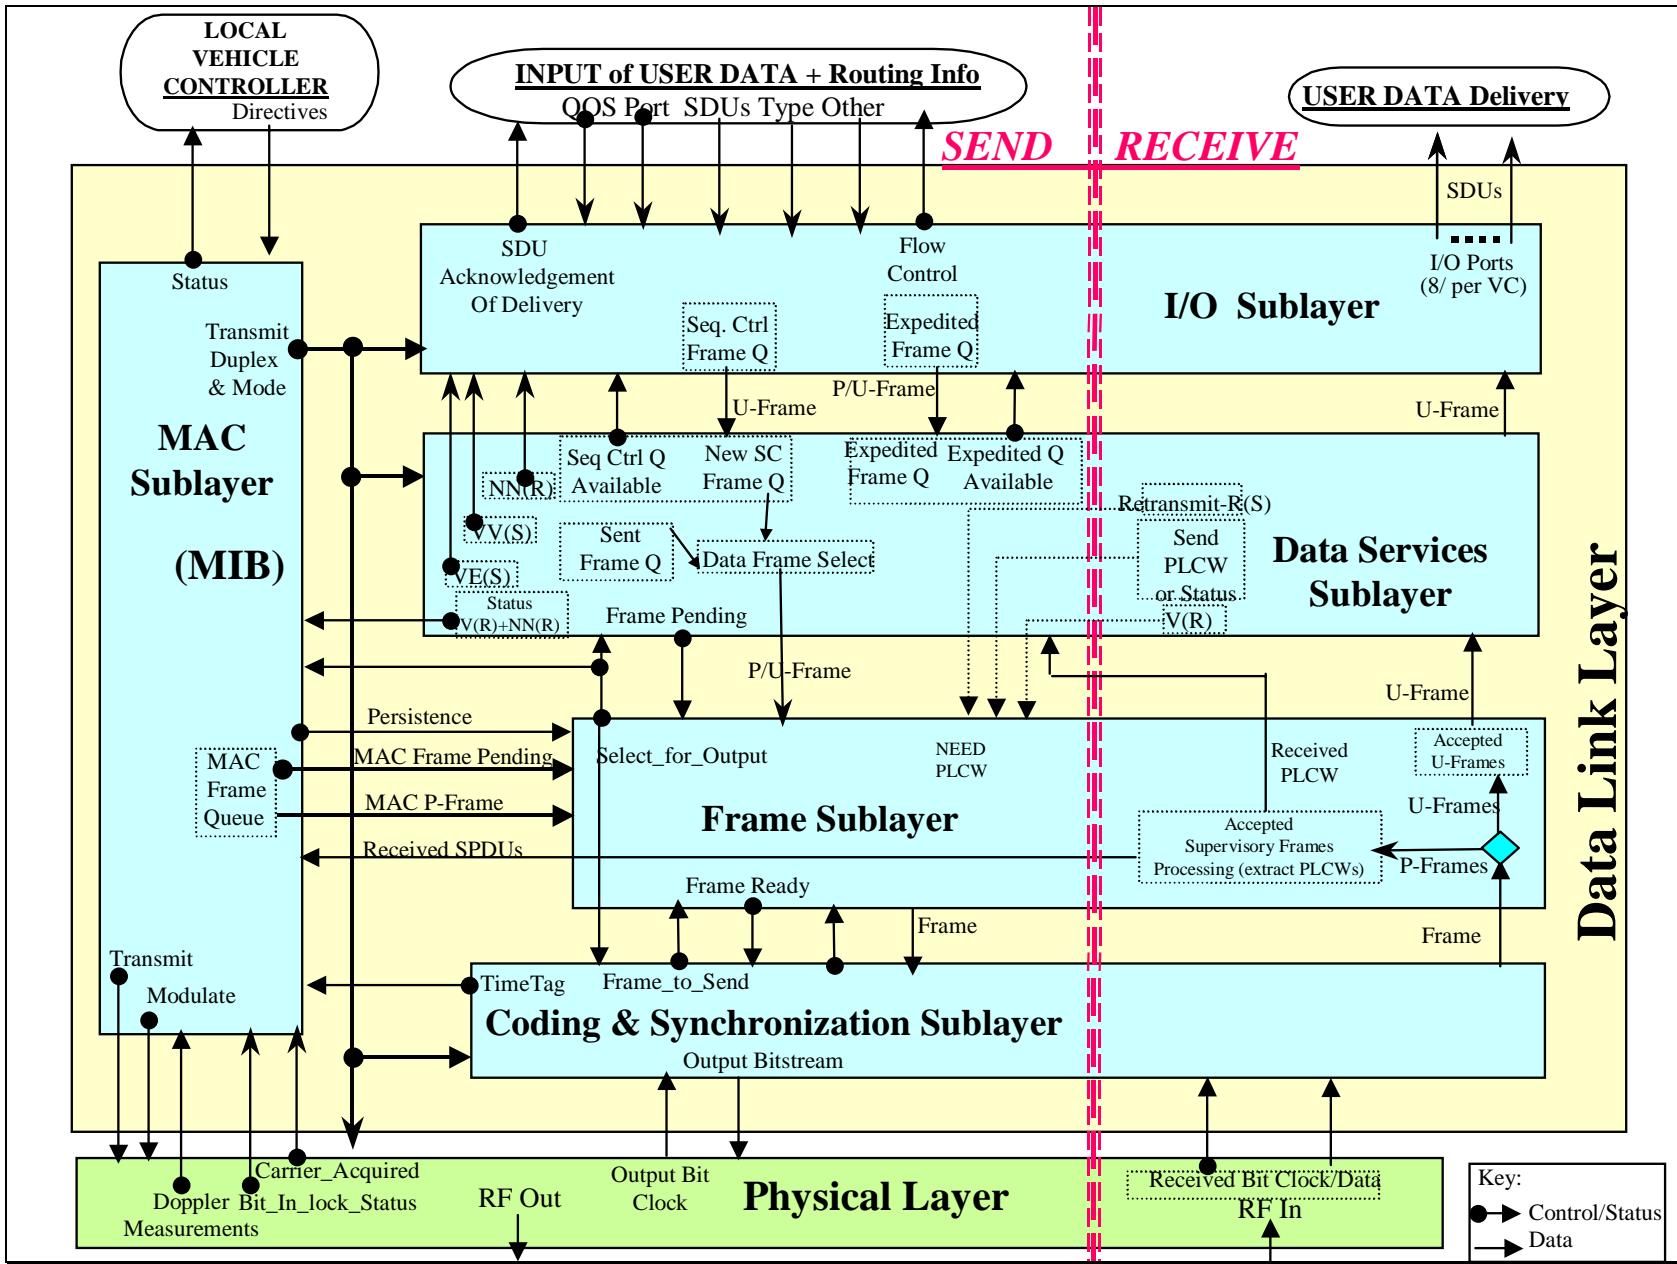 LOCAL
VEHICLE
CONTROLLER
Directives
INPUT of USER DATA + Routing Info
QOS Port SDUs Type Other
USER DATA Delivery
SEND
RECEIVE
SDUs
Status
SDU
Acknowledgement
Of Delivery
Flow
Control
I/O Ports
(8/ per VC)
I/O Sublayer
Seq. Ctrl
Frame Q
Expedited
Frame Q
Transmit
Duplex
& Mode
U-Frame
P/U-Frame
U-Frame
MAC
Sublayer
(MIB)
Seq Ctrl Q
Available
New SC
Frame Q
Expedited
Frame Q
Expedited Q
Available
NN(R)
VV(S)
VE(S)
Sent
Frame Q
Data Frame Select
Retransmit-R(S)
Send
PLCW
or Status
V(R)
Data Services
Sublayer
Status
V(R)+NN(R)
Frame Pending
P/U-Frame
U-Frame
Data Link Layer
Persistence
MAC Frame Pending
MAC P-Frame
MAC
Frame
Queue
Received SPDUs
Select_for_Output
NEED
PLCW
Received
PLCW
Accepted
U-Frames
U-Frames
Frame Sublayer
Accepted
Supervisory Frames
Processing (extract PLCWs)
P-Frames
Frame Ready
Frame
Frame
Transmit
Modulate
TimeTag
Frame_to_Send
Coding & Synchronization Sublayer
Output Bitstream
Carrier_Acquired
Doppler
Measurements
Bit_In_lock_Status
RF Out
Output Bit
Clock
Physical Layer
Received Bit Clock/Data
RF In
Key:
Control/Status
Data